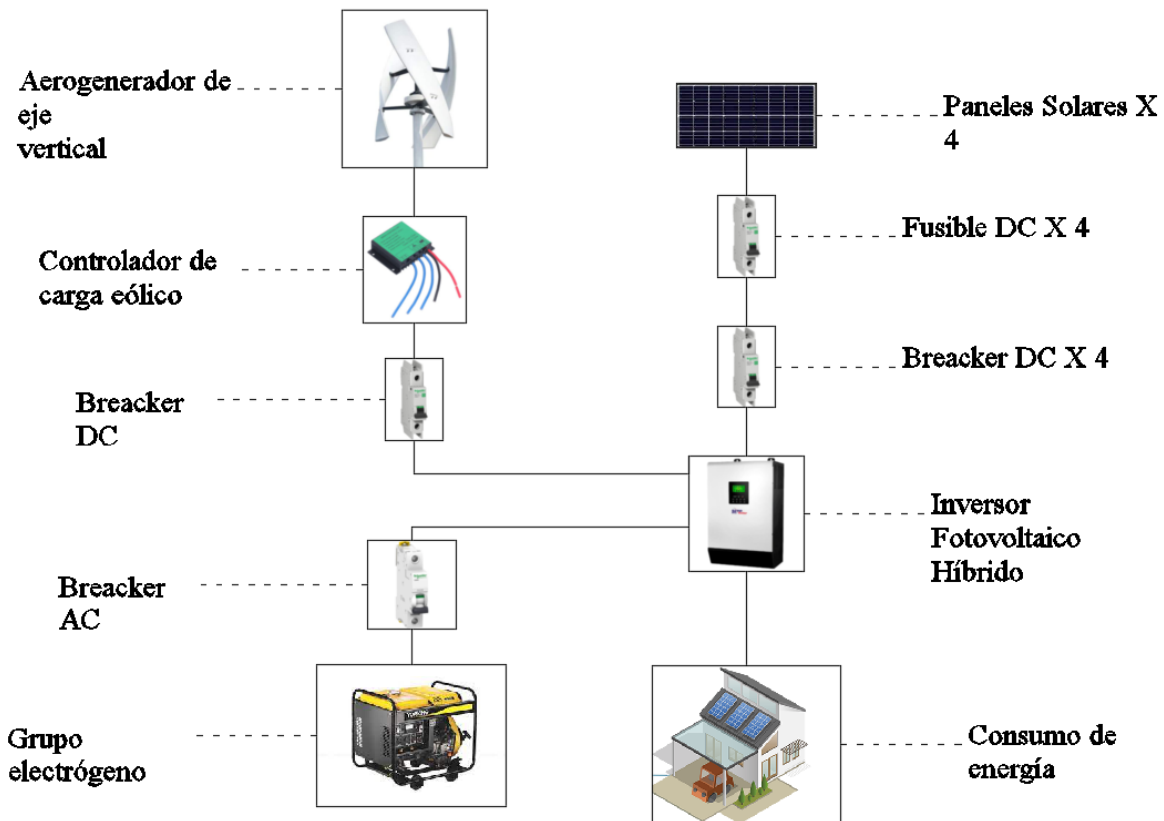 Aerogenerador de
eje
vertical
Paneles Solares X
4
Fusible DC X 4
Controlador de
carga eólico
Breacker DC X 4
Breacker
DC
Inversor
Fotovoltaico
Híbrido
Breacker
AC
Grupo
electrógeno
Consumo de
energía